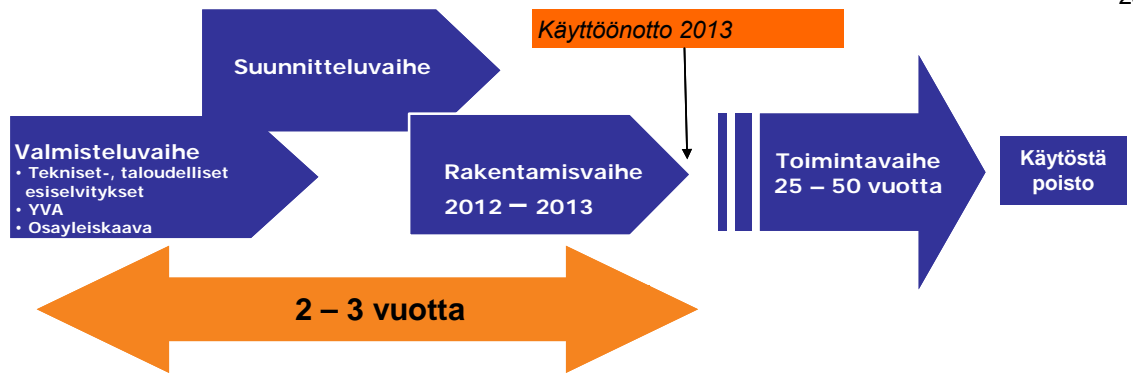 Käyttöönotto 2013
Suunnitteluvaihe
Valmisteluvaihe
• Tekniset-, taloudelliset
esiselvitykset
• YVA
• Osayleiskaava
Rakentamisvaihe
2012 – 2013
Toimintavaihe
25 – 50 vuotta
Käytöstä
poisto
2 – 3 vuotta